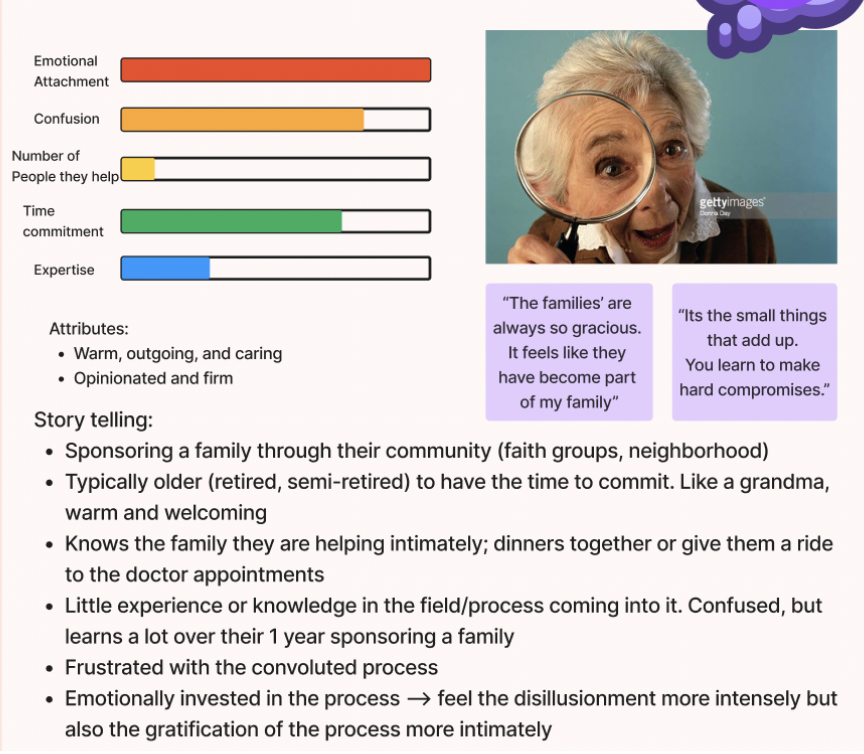 Emotional
Attachment
Confusion
Number of
People they help
Time
commitment
Expertise
gettyimages®
Donna Day
“The families’ are
always so gracious.
It feels like they
have become part
of my family”
“Its the small things
that add up.
You learn to make
hard compromises.”
Attributes:
• Warm, outgoing, and caring
• Opinionated and firm
Story telling:
• Sponsoring a family through their community (faith groups, neighborhood)
• Typically older (retired, semi-retired) to have the time to commit. Like a grandma,
warm and welcoming
• Knows the family they are helping intimately; dinners together or give them a ride
to the doctor appointments
• Little experience or knowledge in the field/process coming into it. Confused, but
learns a lot over their 1 year sponsoring a family
• Frustrated with the convoluted process
• Emotionally invested in the process → feel the disillusionment more intensely but
also the gratification of the process more intimately